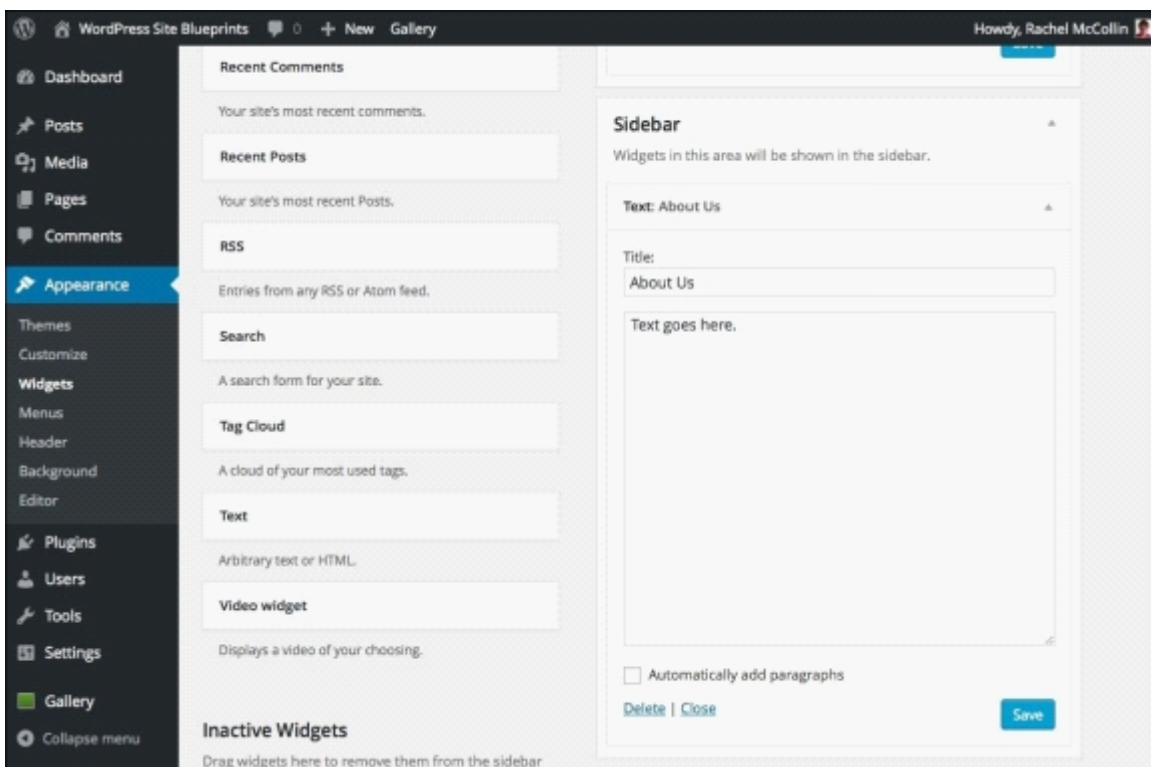 WordPress Site Blueprints 0 + New Gallery
Howdy, Rachel McCollin
Dashboard
Posts
Media
Pages
Comments
Appearance
Themes
Customize
Widgets
Menus
Header
Background
Editor
Plugins
Users
Tools
Settings
Gallery
Collapse menu
Recent Comments
Your site's most recent comments.
Recent Posts
Your site's most recent Posts.
RSS
Entries from any RSS or Atom feed.
Search
A search form for your site.
Tag Cloud
A cloud of your most used tags.
Text
Arbitrary text or HTML.
Video widget
Displays a video of your choosing.
Inactive Widgets
Drag widgets here to remove them from the sidebar
Sidebar
Widgets in this area will be shown in the sidebar.
Text: About Us
Title:
About Us
Text goes here.
Automatically add paragraphs
Delete | Close
Save